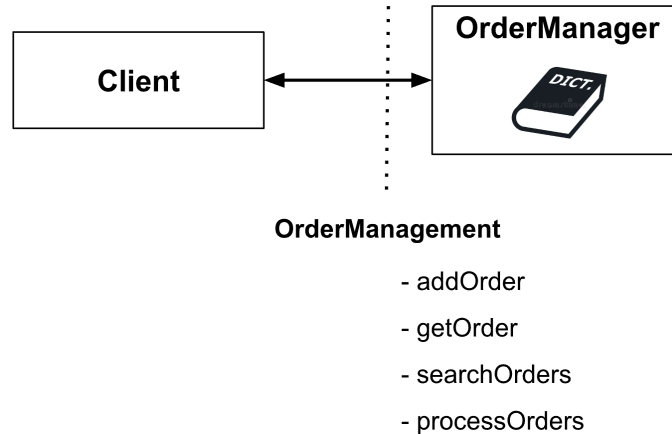 Client
OrderManager
DICT.
OrderManagement
- addOrder
- getOrder
- searchOrders
- processOrders